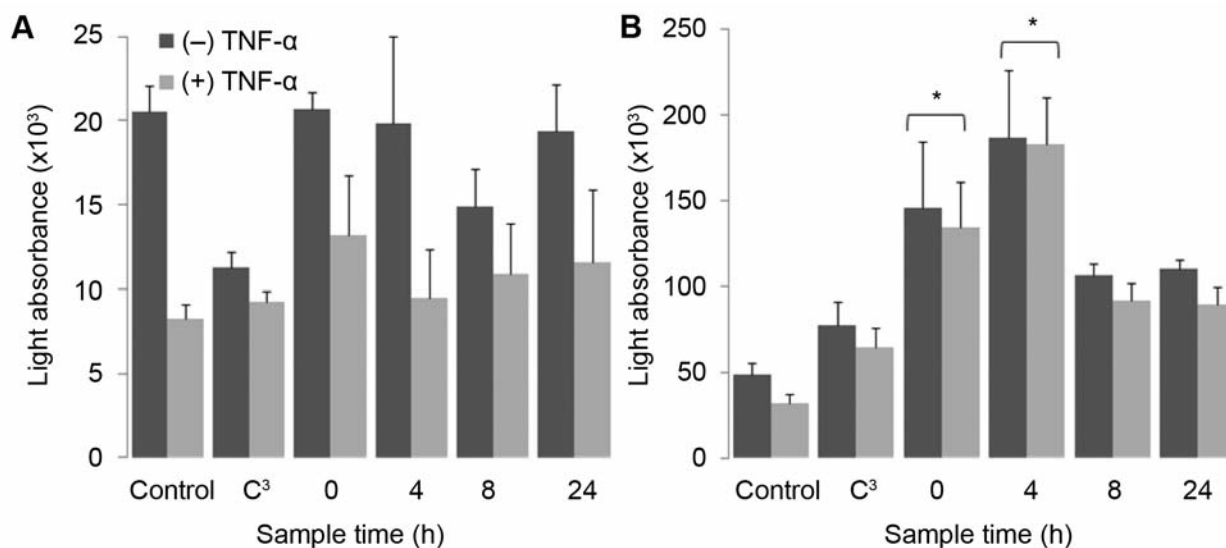 A
(–) TNF-α
(+) TNF-α
Light absorbance (x10³)
25
20
15
10
5
0
Control C³ 0 4 8 24
Sample time (h)
B
Light absorbance (x10³)
250
200
150
100
50
0
* *
Control C³ 0 4 8 24
Sample time (h)